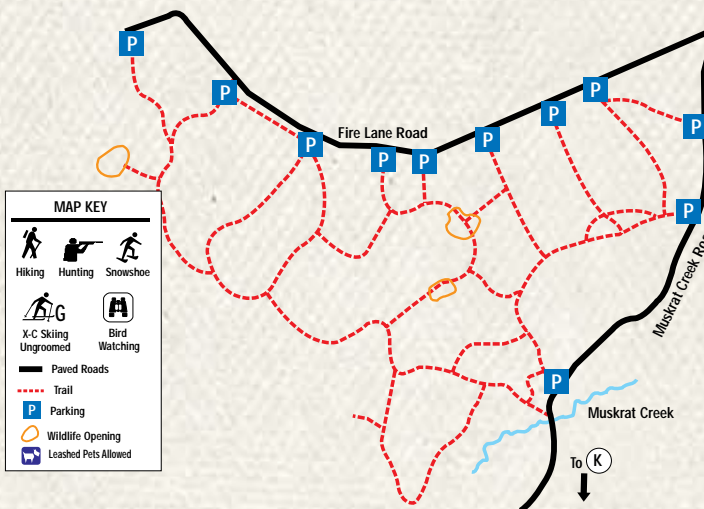 P
P
P
Fire Lane Road
P
P
P
P
P
P
P
Muskrat Creek Roa
P
Muskrat Creek
To K
MAP KEY
Hiking Hunting Snowshoe
G
X-C Skiing
Ungroomed
Bird
Watching
Paved Roads
Trail
P Parking
Wildlife Opening
Leashed Pets Allowed